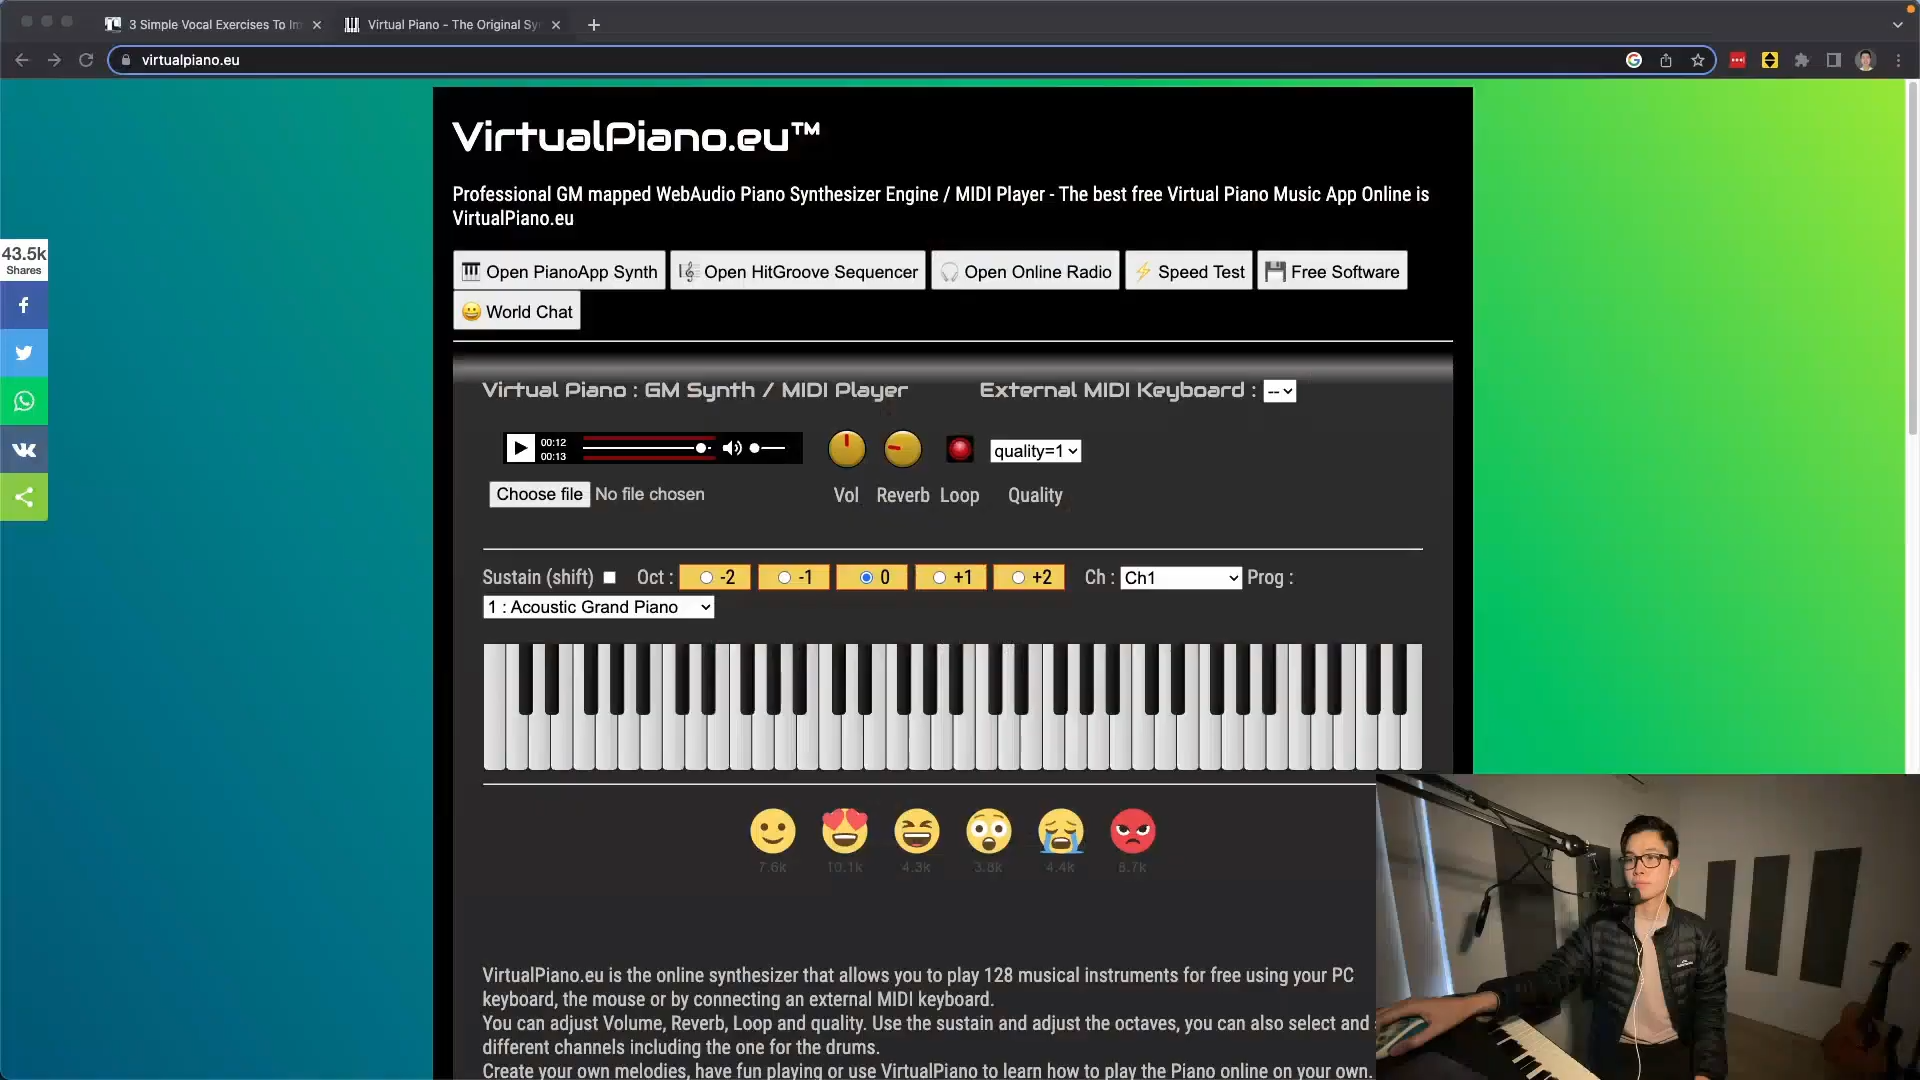 3 Simple Vocal Exercises To Im
Virtual Piano - The Original Sy
virtualpiano.eu
VirtualPiano.eu™
Professional GM mapped WebAudio Piano Synthesizer Engine / MIDI Player - The best free Virtual Piano Music App Online is
VirtualPiano.eu
43.5k
Shares
Open PianoApp Synth
Open HitGroove Sequencer
Open Online Radio
Speed Test
Free Software
World Chat
Virtual Piano : GM Synth / MIDI Player
External MIDI Keyboard : --
00:12
00:13
quality=1
Choose file No file chosen
Vol Reverb Loop Quality
Sustain (shift) Oct : -2 -1 0 +1 +2 Ch : Ch1 Prog :
1 : Acoustic Grand Piano
7.6k 10.1k 4.3k 3.8k 4.4k 8.7k
VirtualPiano.eu is the online synthesizer that allows you to play 128 musical instruments for free using your PC
keyboard, the mouse or by connecting an external MIDI keyboard.
You can adjust Volume, Reverb, Loop and quality. Use the sustain and adjust the octaves, you can also select and
different channels including the one for the drums.
Create your own melodies, have fun playing or use VirtualPiano to learn how to play the Piano online on your own.